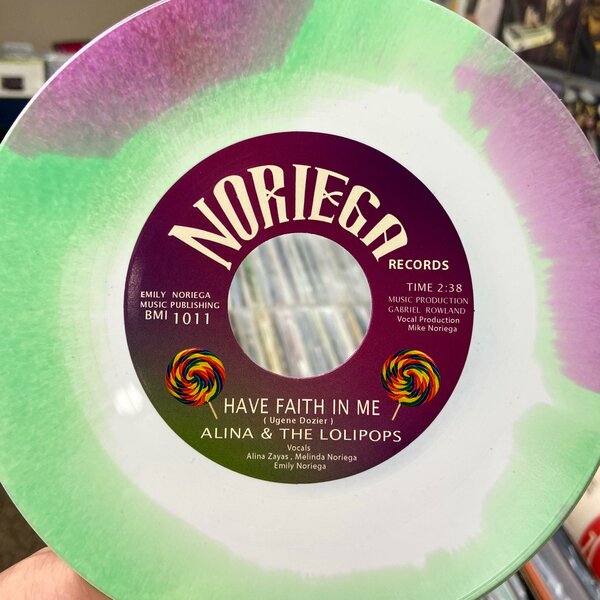 NORIEGA
RECORDS
EMILY NORIEGA
MUSIC PUBLISHING
BMI 1011
TIME 2:38
MUSIC PRODUCTION
GABRIEL ROWLAND
Vocal Production
Mike Noriega
HAVE FAITH IN ME
( Ugene Dozier )
ALINA & THE LOLIPOPS
Vocals
Alina Zayas , Melinda Noriega
Emily Noriega